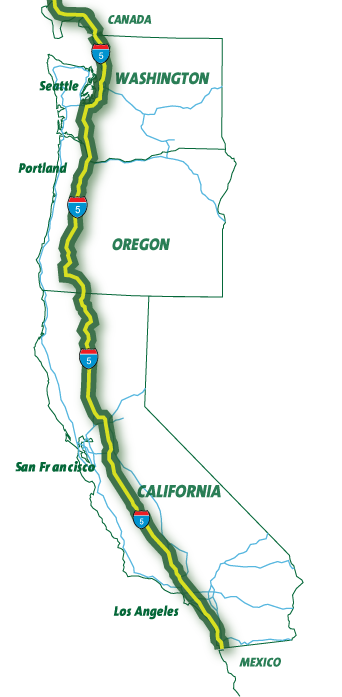 CANADA
5
WASHINGTON
Seattle
Portland
5
OREGON
5
San Francisco
CALIFORNIA
5
Los Angeles
MEXICO